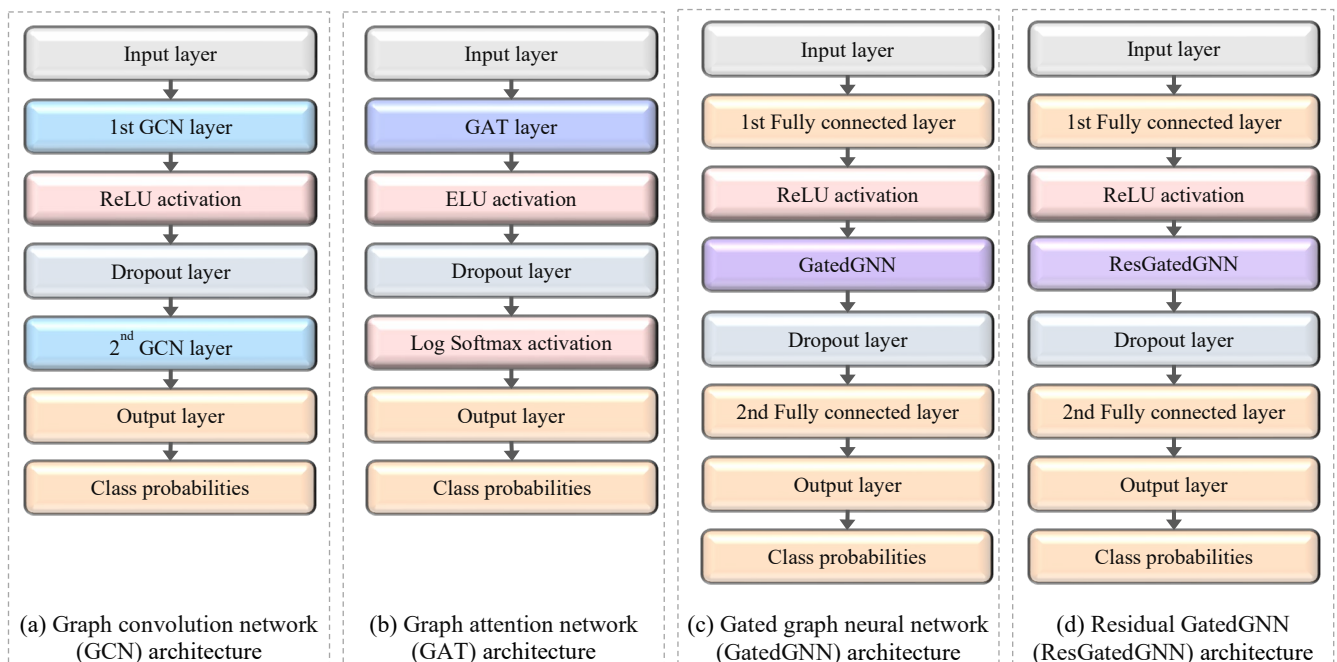 Input layer
1st GCN layer
ReLU activation
Dropout layer
2nd GCN layer
Output layer
Class probabilities
(a) Graph convolution network
(GCN) architecture
Input layer
GAT layer
ELU activation
Dropout layer
Log Softmax activation
Output layer
Class probabilities
(b) Graph attention network
(GAT) architecture
Input layer
1st Fully connected layer
ReLU activation
GatedGNN
Dropout layer
2nd Fully connected layer
Output layer
Class probabilities
(c) Gated graph neural network
(GatedGNN) architecture
Input layer
1st Fully connected layer
ReLU activation
ResGatedGNN
Dropout layer
2nd Fully connected layer
Output layer
Class probabilities
(d) Residual GatedGNN
(ResGatedGNN) architecture